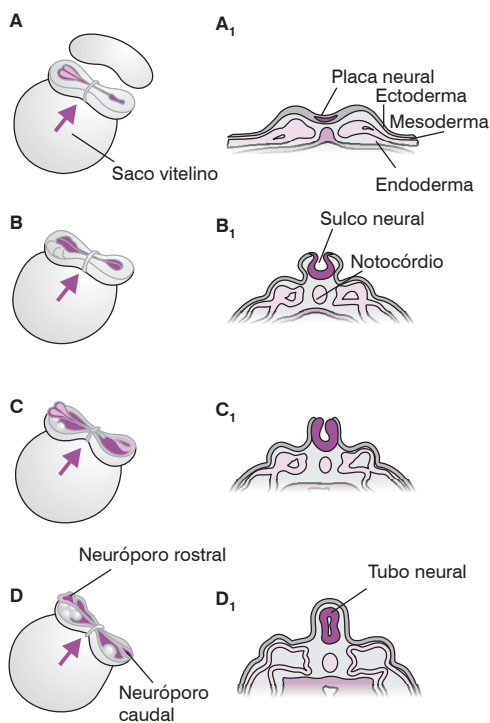 A
A₁
Placa neural
Ectoderma
Mesoderma
Saco vitelino
Endoderma
B
B₁
Sulco neural
Notocórdio
C
C₁
Neuróporo rostral
Tubo neural
D
D₁
Neuróporo
caudal